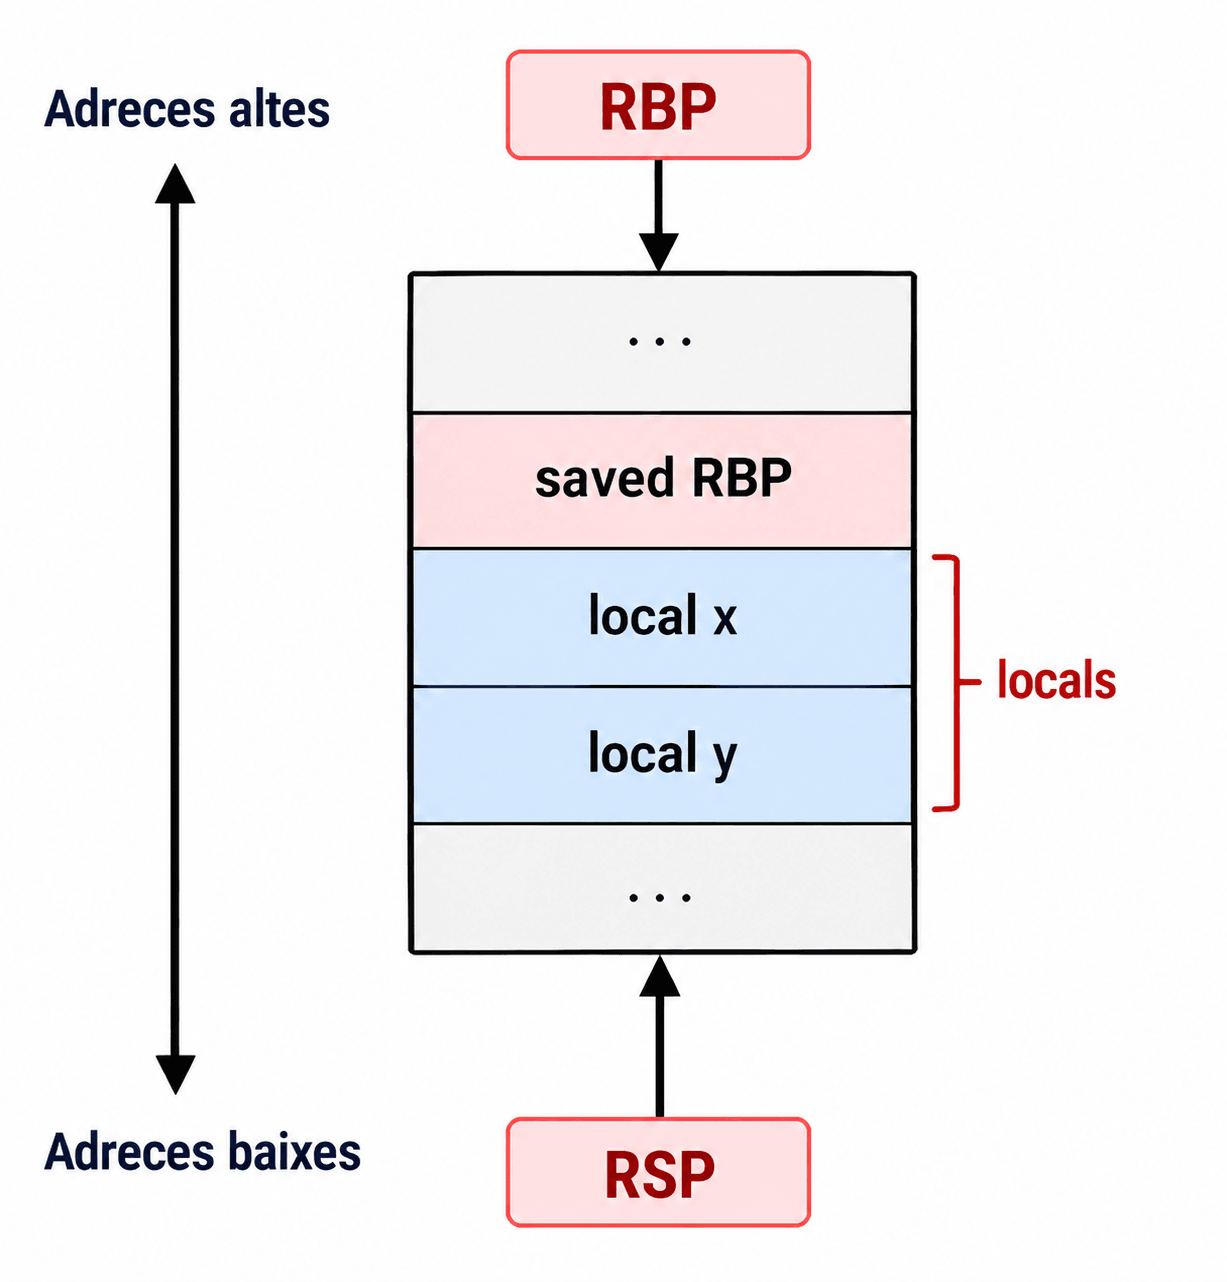 RBP
Adreces altes
...
saved RBP
local x
locals
local y
...
Adreces baixes
RSP